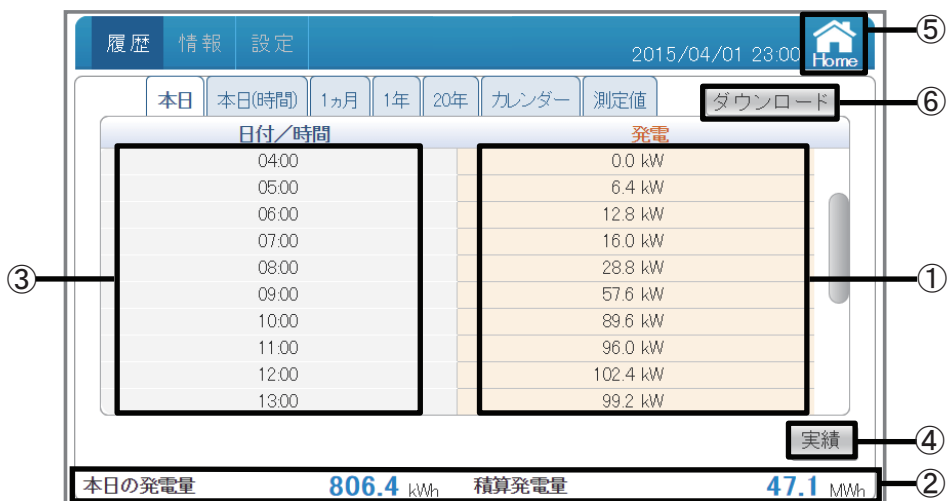 履歴 情報 設定 2015/04/01 23:00 Home ⑤
本日 本日(時間) 1ヵ月 1年 20年 カレンダー 測定値 ダウンロード ⑥
日付／時間 発電
04:00 0.0 kW
05:00 6.4 kW
06:00 12.8 kW
07:00 16.0 kW
③ 08:00 28.8 kW ①
09:00 57.6 kW
10:00 89.6 kW
11:00 96.0 kW
12:00 102.4 kW
13:00 99.2 kW
実績 ④
本日の発電量 806.4 kWh 積算発電量 47.1 MWh ②